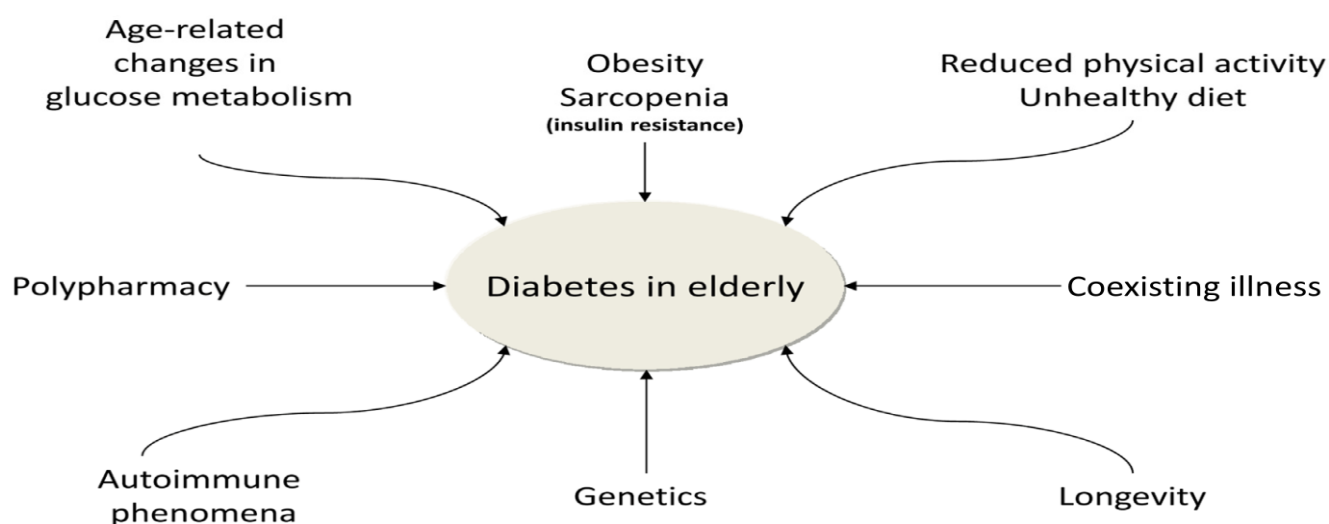 Age-related
changes in
glucose metabolism
Obesity
Sarcopenia
(insulin resistance)
Reduced physical activity
Unhealthy diet
Polypharmacy
Diabetes in elderly
Coexisting illness
Autoimmune
phenomena
Genetics
Longevity